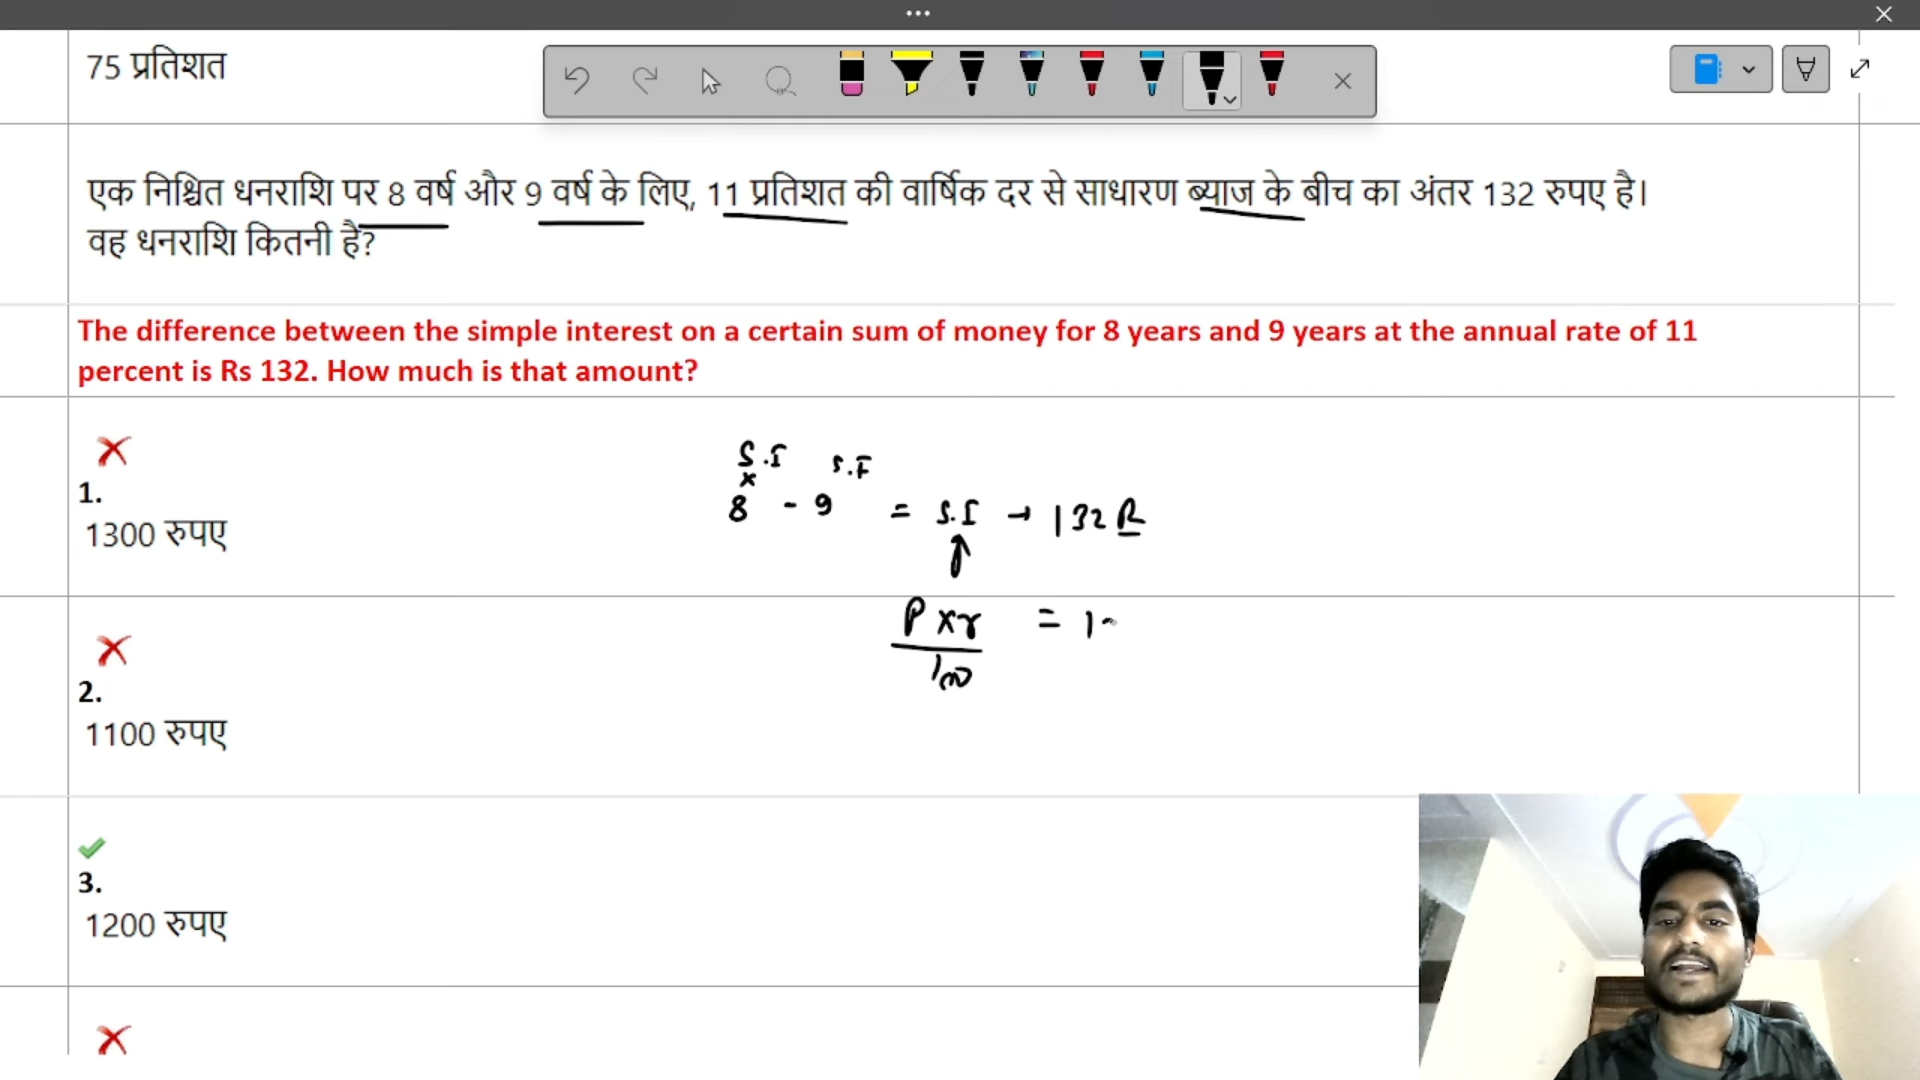 75 प्रतिशत
एक निश्चित धनराशि पर 8 वर्ष और 9 वर्ष के लिए, 11 प्रतिशत की वार्षिक दर से साधारण ब्याज के बीच का अंतर 132 रुपए है।
वह धनराशि कितनी है?
The difference between the simple interest on a certain sum of money for 8 years and 9 years at the annual rate of 11
percent is Rs 132. How much is that amount?
S.I S.I
8 - 9 = S.I → 132 R
P x r = 1
100
1.
1300 रुपए
2.
1100 रुपए
3.
1200 रुपए